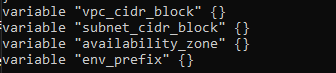 variable "vpc_cidr_block" {}
variable "subnet_cidr_block" {}
variable "availability_zone" {}
variable "env_prefix" {}